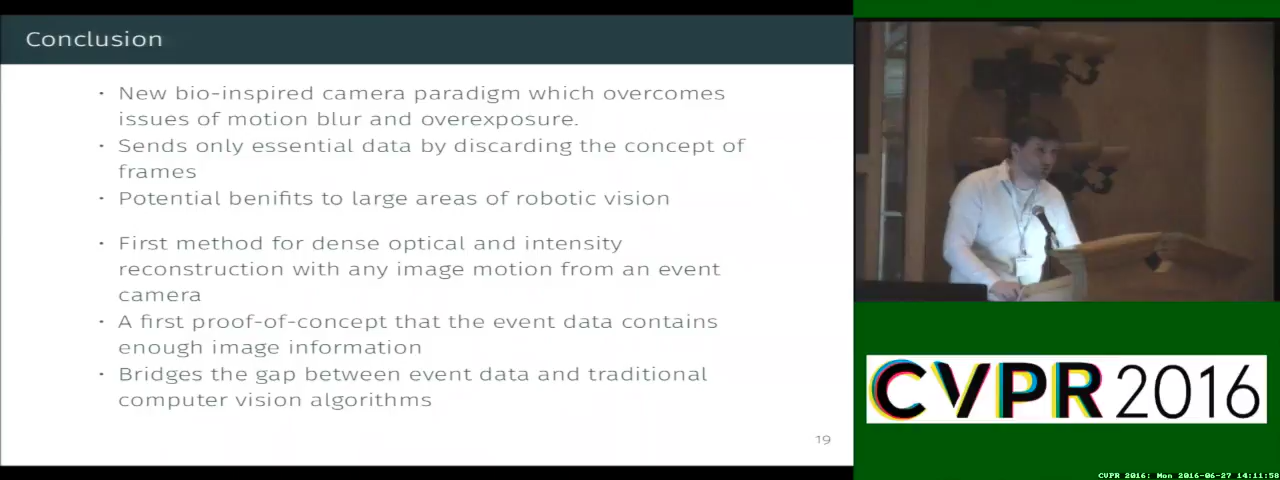 Conclusion
• New bio-inspired camera paradigm which overcomes
issues of motion blur and overexposure.
• Sends only essential data by discarding the concept of
frames
• Potential benifits to large areas of robotic vision
• First method for dense optical and intensity
reconstruction with any image motion from an event
camera
• A first proof-of-concept that the event data contains
enough image information
• Bridges the gap between event data and traditional
computer vision algorithms
19
CVPR 2016
CVPR 2016: Mon 2016-06-27 14:11:58